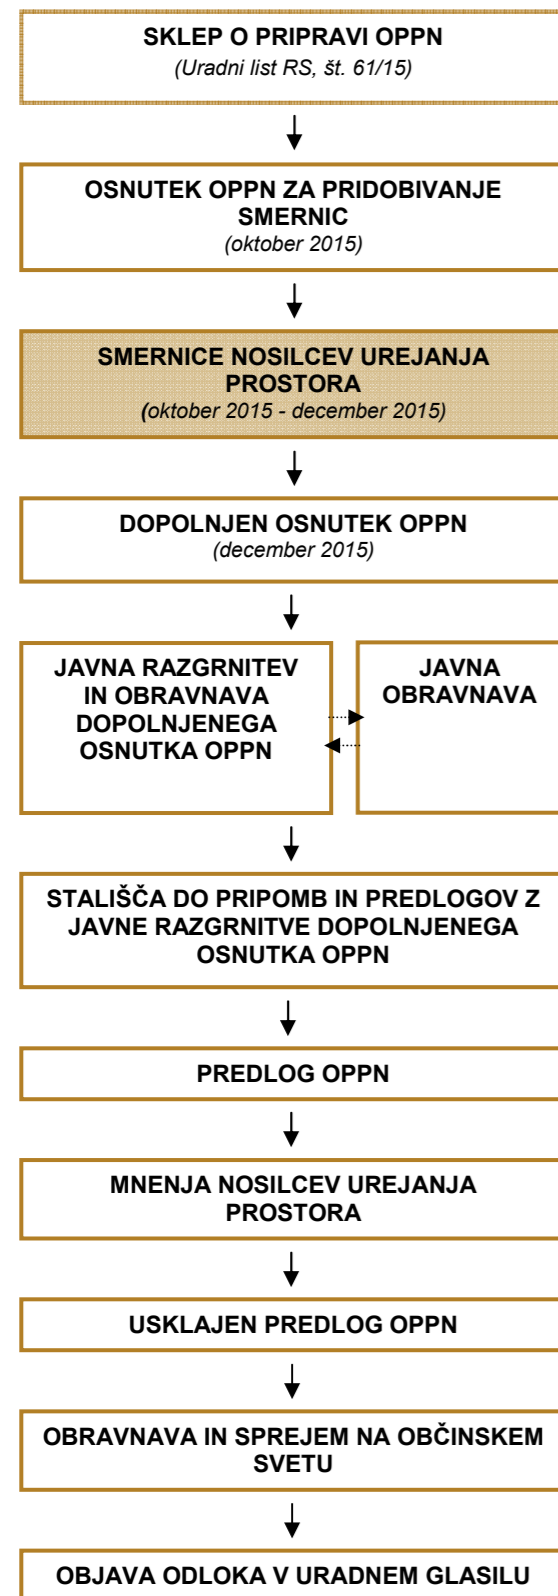 SKLEP O PRIPRAVI OPPN
(Uradni list RS, št. 61/15)
OSNUTEK OPPN ZA PRIDOBIVANJE
SMERNIC
(oktober 2015)
SMERNICE NOSILCEV UREJANJA
PROSTORA
(oktober 2015 - december 2015)
DOPOLNJEN OSNUTEK OPPN
(december 2015)
JAVNA RAZGRNITEV
IN OBRAVNAVA
DOPOLNJENEGA
OSNUTKA OPPN
JAVNA
OBRAVNAVA
STALIŠČA DO PRIPOMB IN PREDLOGOV Z
JAVNE RAZGRNITVE DOPOLNJENEGA
OSNUTKA OPPN
PREDLOG OPPN
MNENJA NOSILCEV UREJANJA
PROSTORA
USKLAJEN PREDLOG OPPN
OBRAVNAVA IN SPREJEM NA OBČINSKEM
SVETU
OBJAVA ODLOKA V URADNEM GLASILU